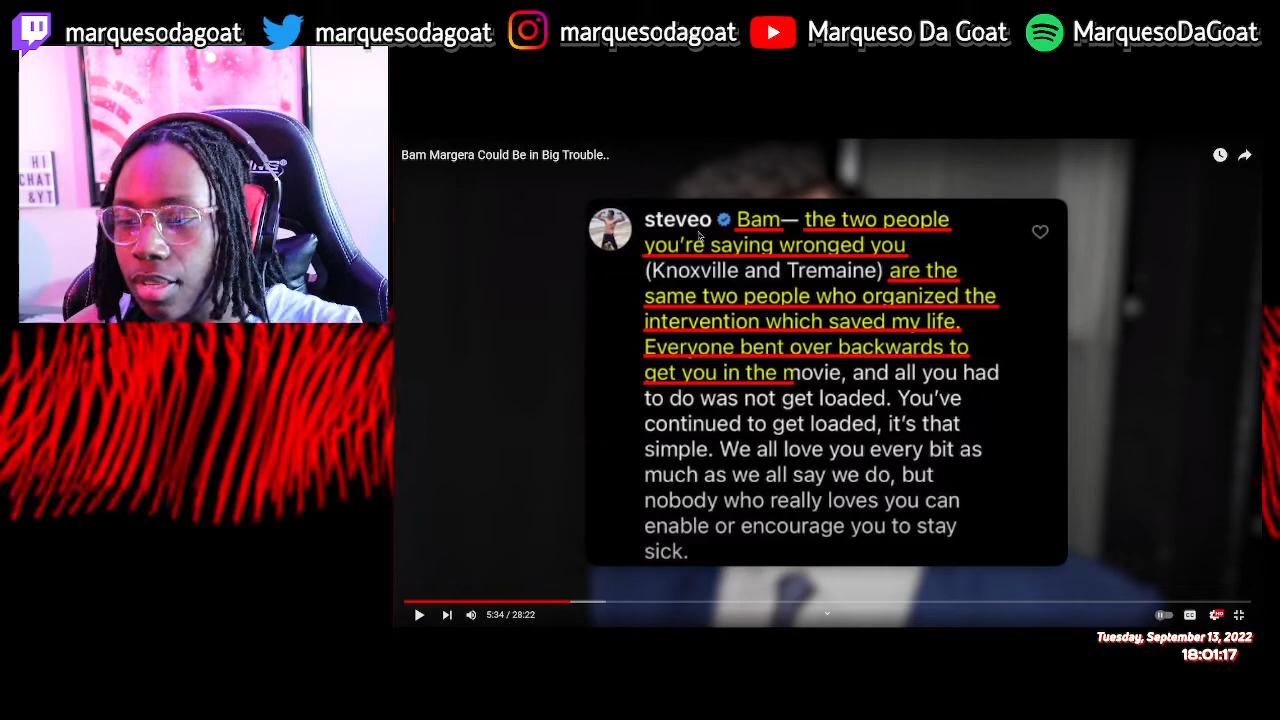 marquesodagoat marquesodagoat marquesodagoat Marqueso Da Goat MarquesoDaGoat
HI
CHAT
&YT
Bam Margera Could Be in Big Trouble..
steveo Bam— the two people
you're saying wronged you
(Knoxville and Tremaine) are the
same two people who organized the
intervention which saved my life.
Everyone bent over backwards to
get you in the movie, and all you had
to do was not get loaded. You've
continued to get loaded, it's that
simple. We all love you every bit as
much as we all say we do, but
nobody who really loves you can
enable or encourage you to stay
sick.
5:34 / 28:22
CC
HD
Tuesday, September 13, 2022
18:01:17